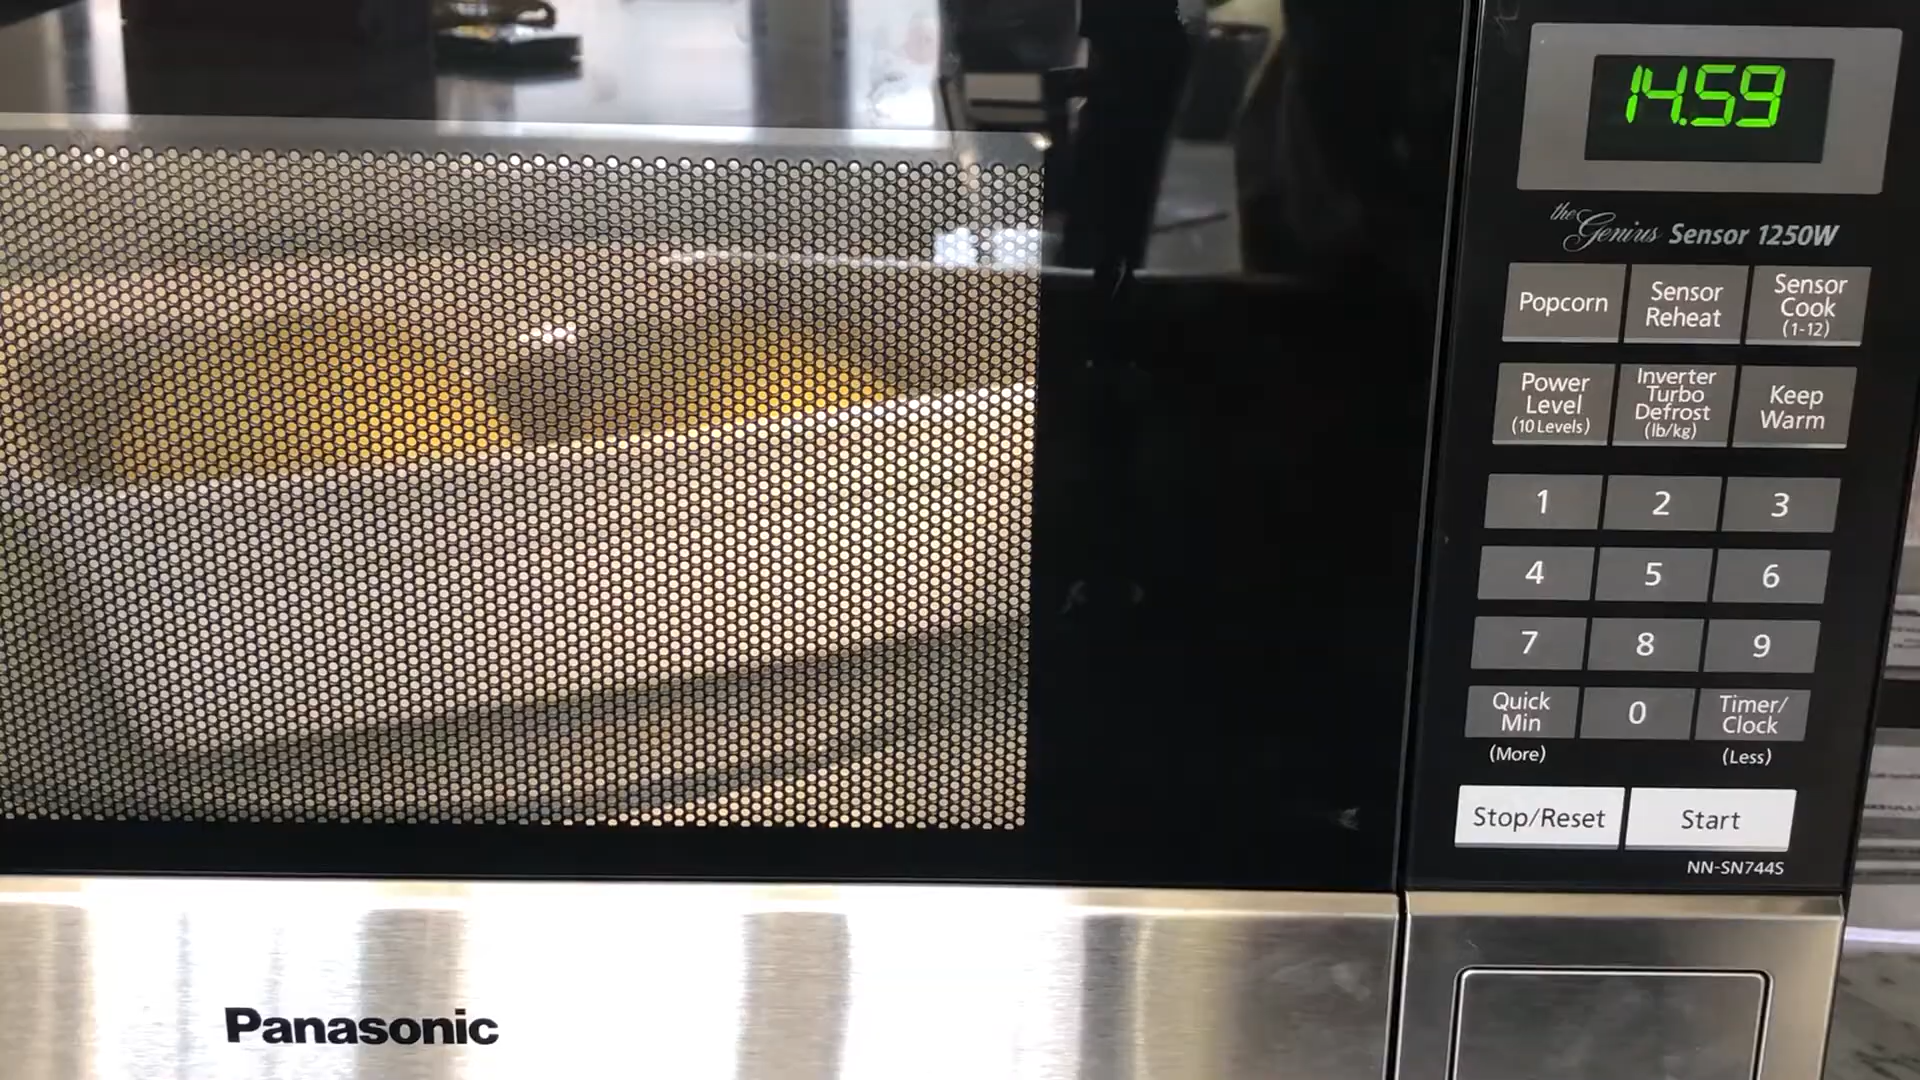 14.59
the Genius Sensor 1250W
Popcorn
Sensor
Reheat
Sensor
Cook
(1-12)
Power
Level
(10 Levels)
Inverter
Turbo
Defrost
(lb/kg)
Keep
Warm
1 2 3
4 5 6
7 8 9
Quick
Min
(More)
0
Timer/
Clock
(Less)
Stop/Reset
Start
NN-SN744S
Panasonic